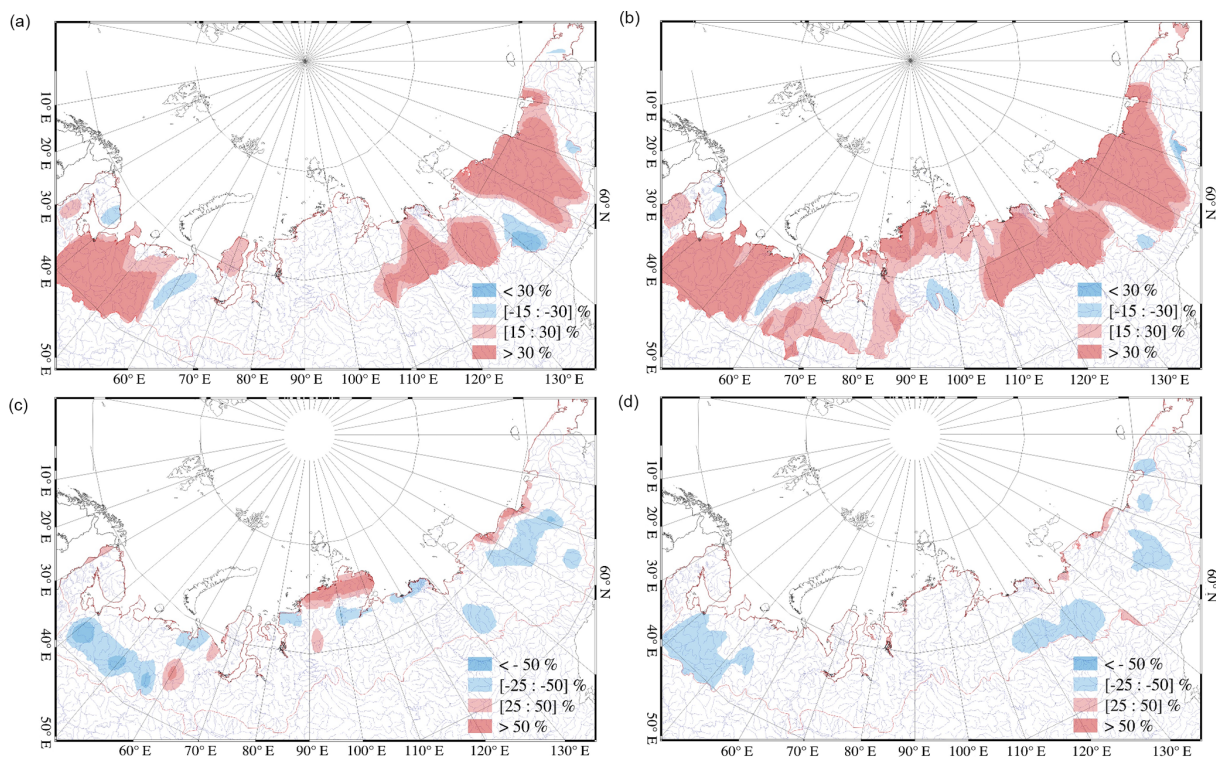 (a)
10° E
20° E
30° E
40° E
50° E
60° E
70° E
80° E
90° E
100° E
110° E
120° E
130° E
60° N
< 30 %
[-15 : -30] %
[15 : 30] %
> 30 %
(b)
10° E
20° E
30° E
40° E
50° E
60° E
70° E
80° E
90° E
100° E
110° E
120° E
130° E
60° N
< 30 %
[-15 : -30] %
[15 : 30] %
> 30 %
(c)
10° E
20° E
30° E
40° E
50° E
60° E
70° E
80° E
90° E
100° E
110° E
120° E
130° E
60° N
< - 50 %
[-25 : -50] %
[25 : 50] %
> 50 %
(d)
10° E
20° E
30° E
40° E
50° E
60° E
70° E
80° E
90° E
100° E
110° E
120° E
130° E
60° N
< - 50 %
[-25 : -50] %
[25 : 50] %
> 50 %